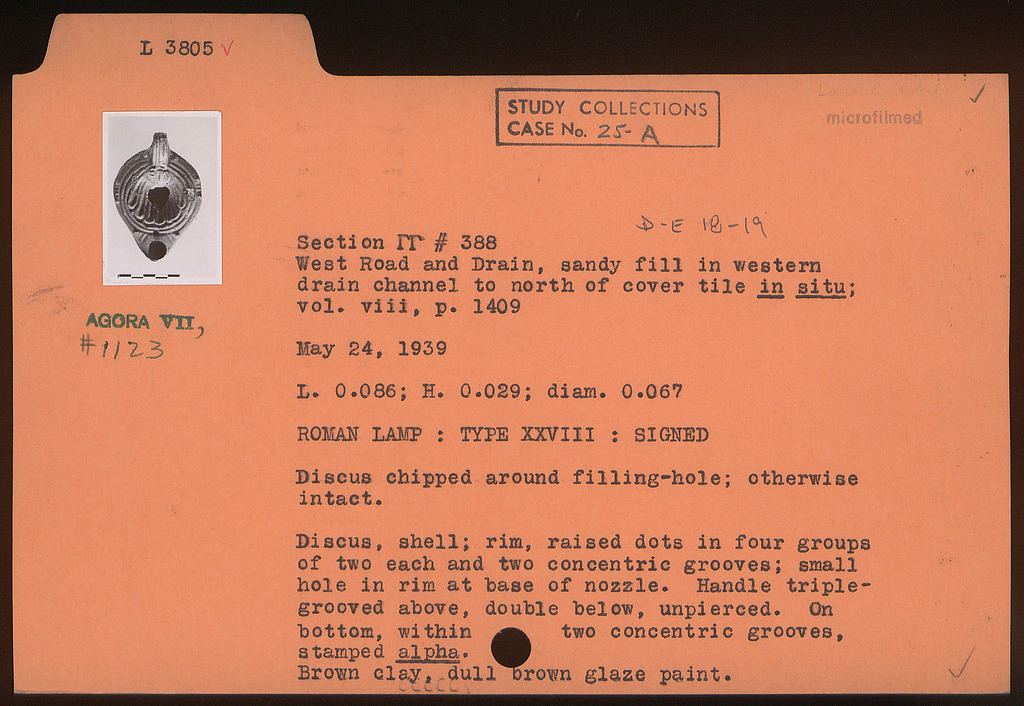 L 3805 ✓
STUDY COLLECTIONS
CASE No. 25-A
microfilmed
D-E 18-19
Section ΠΓ # 388
West Road and Drain, sandy fill in western
drain channel to north of cover tile in situ;
vol. viii, p. 1409
AGORA VII,
#1123
May 24, 1939
L. 0.086; H. 0.029; diam. 0.067
ROMAN LAMP : TYPE XXVIII : SIGNED
Discus chipped around filling-hole; otherwise
intact.
Discus, shell; rim, raised dots in four groups
of two each and two concentric grooves; small
hole in rim at base of nozzle. Handle triple-
grooved above, double below, unpierced. On
bottom, within two concentric grooves,
stamped alpha.
Brown clay, dull brown glaze paint.